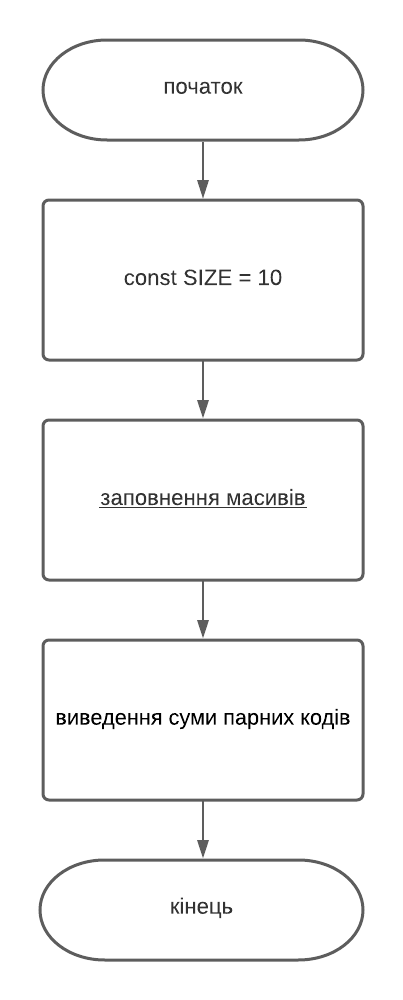 початок
const SIZE = 10
заповнення масивів
виведення суми парних кодів
кінець